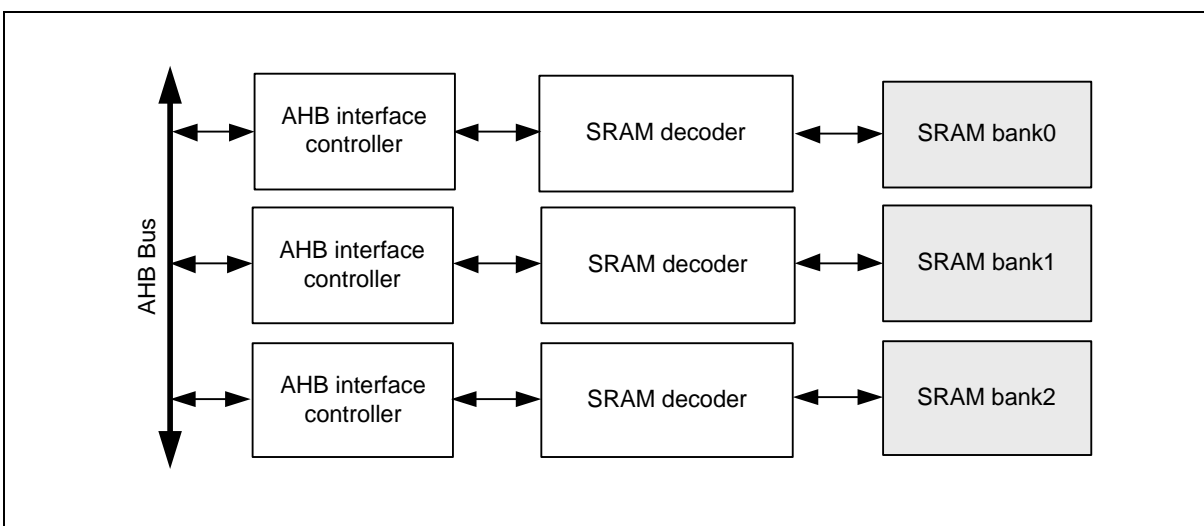 AHB Bus
AHB interface
controller
SRAM decoder
SRAM bank0
AHB interface
controller
SRAM decoder
SRAM bank1
AHB interface
controller
SRAM decoder
SRAM bank2